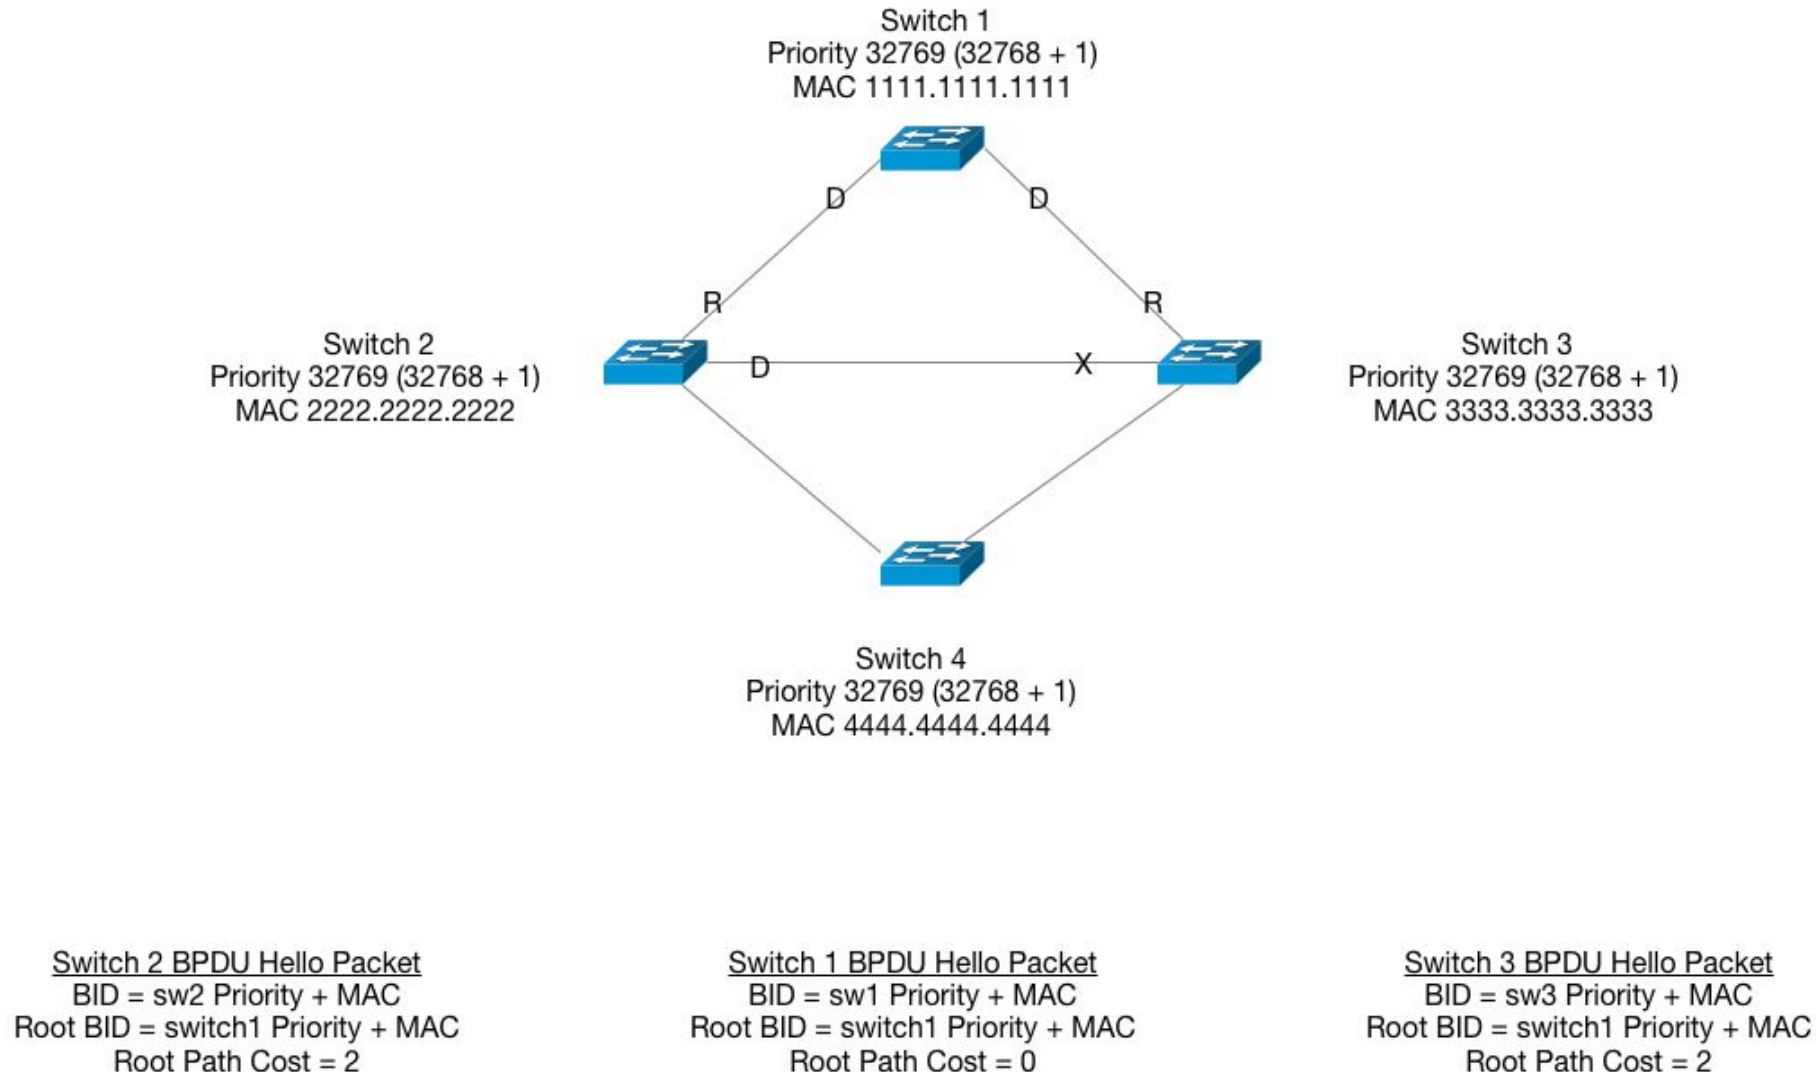 Switch 1
Priority 32769 (32768 + 1)
MAC 1111.1111.1111
D
D
R
R
Switch 2
Priority 32769 (32768 + 1)
MAC 2222.2222.2222
D
X
Switch 3
Priority 32769 (32768 + 1)
MAC 3333.3333.3333
Switch 4
Priority 32769 (32768 + 1)
MAC 4444.4444.4444
Switch 2 BPDU Hello Packet
BID = sw2 Priority + MAC
Root BID = switch1 Priority + MAC
Root Path Cost = 2
Switch 1 BPDU Hello Packet
BID = sw1 Priority + MAC
Root BID = switch1 Priority + MAC
Root Path Cost = 0
Switch 3 BPDU Hello Packet
BID = sw3 Priority + MAC
Root BID = switch1 Priority + MAC
Root Path Cost = 2